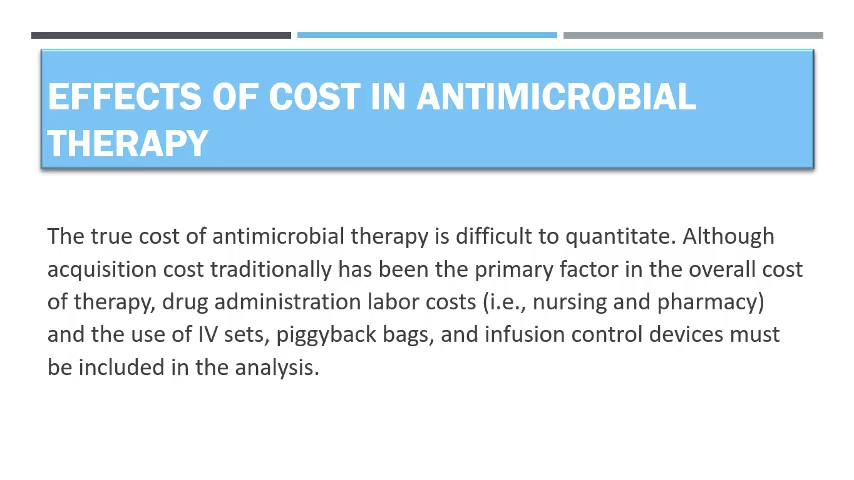 EFFECTS OF COST IN ANTIMICROBIAL
THERAPY
The true cost of antimicrobial therapy is difficult to quantitate. Although
acquisition cost traditionally has been the primary factor in the overall cost
of therapy, drug administration labor costs (i.e., nursing and pharmacy)
and the use of IV sets, piggyback bags, and infusion control devices must
be included in the analysis.